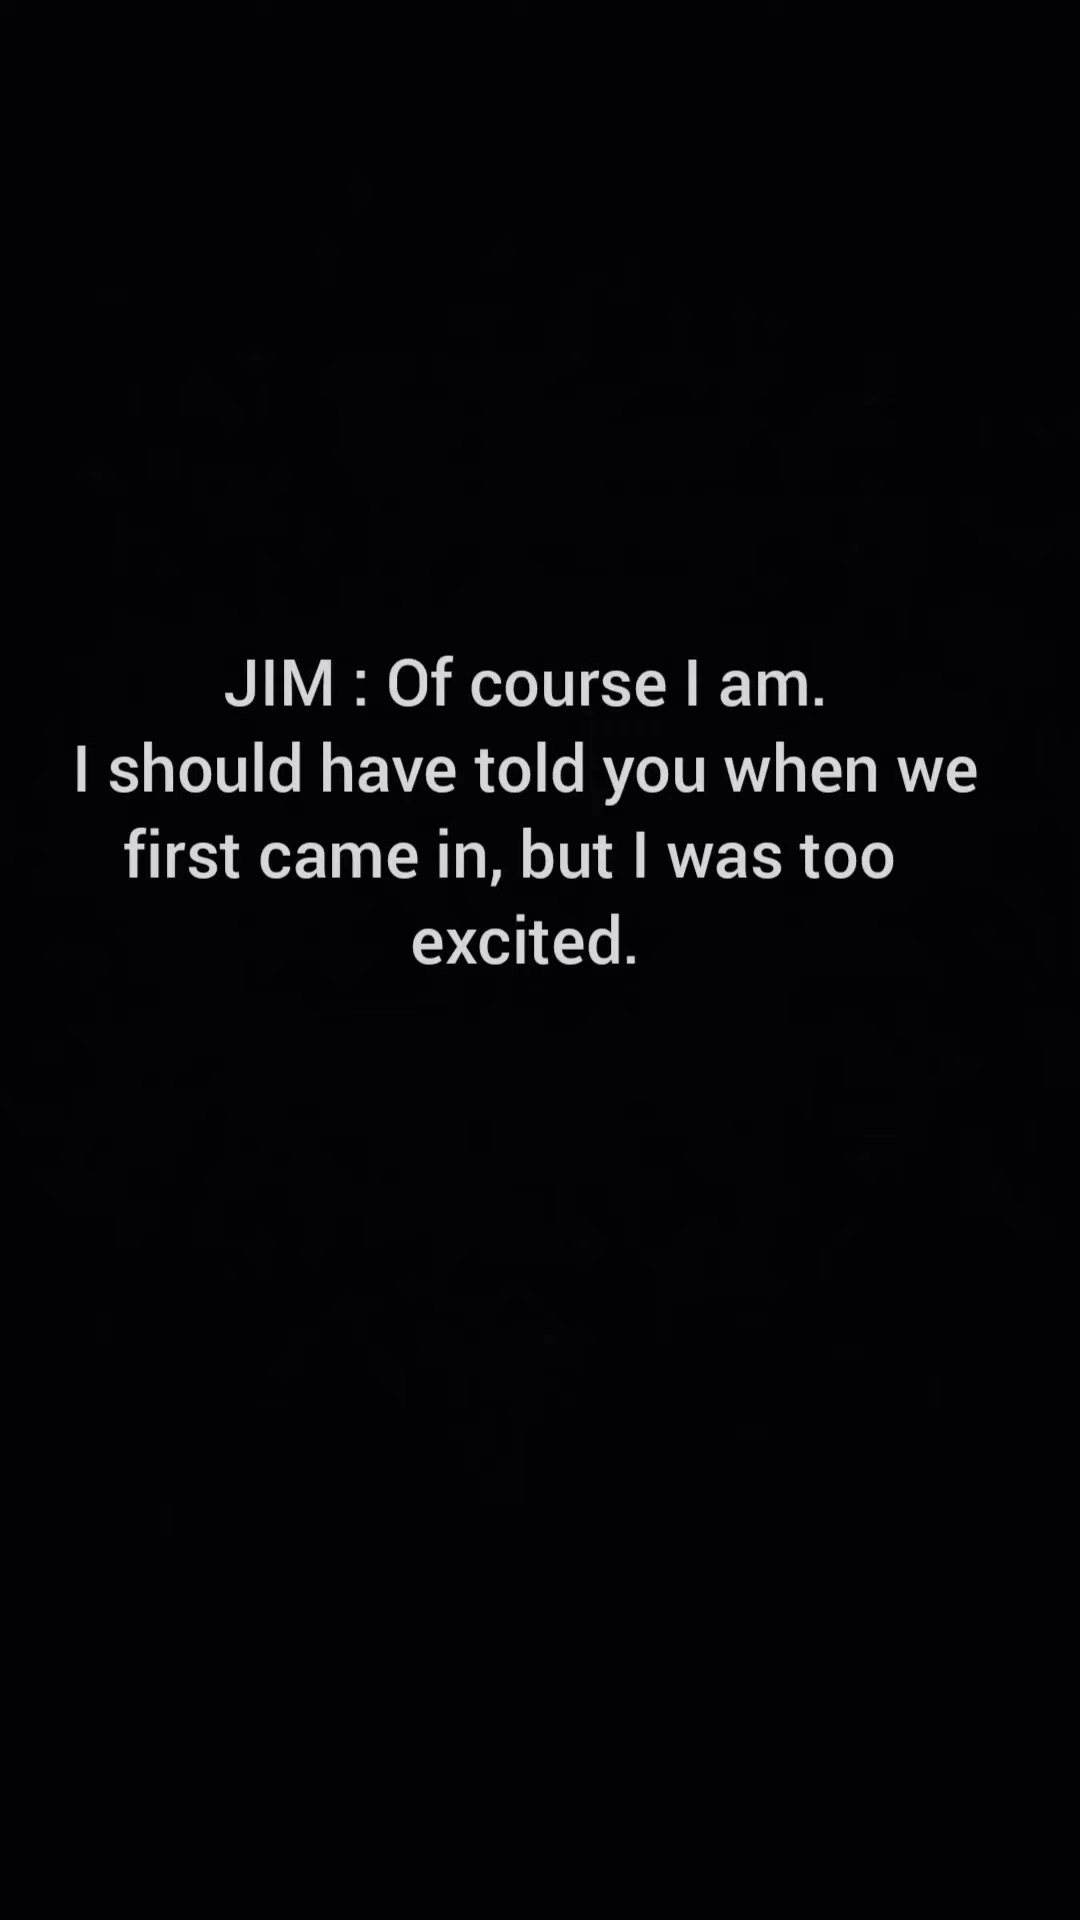 JIM : Of course I am.
I should have told you when we
first came in, but I was too
excited.